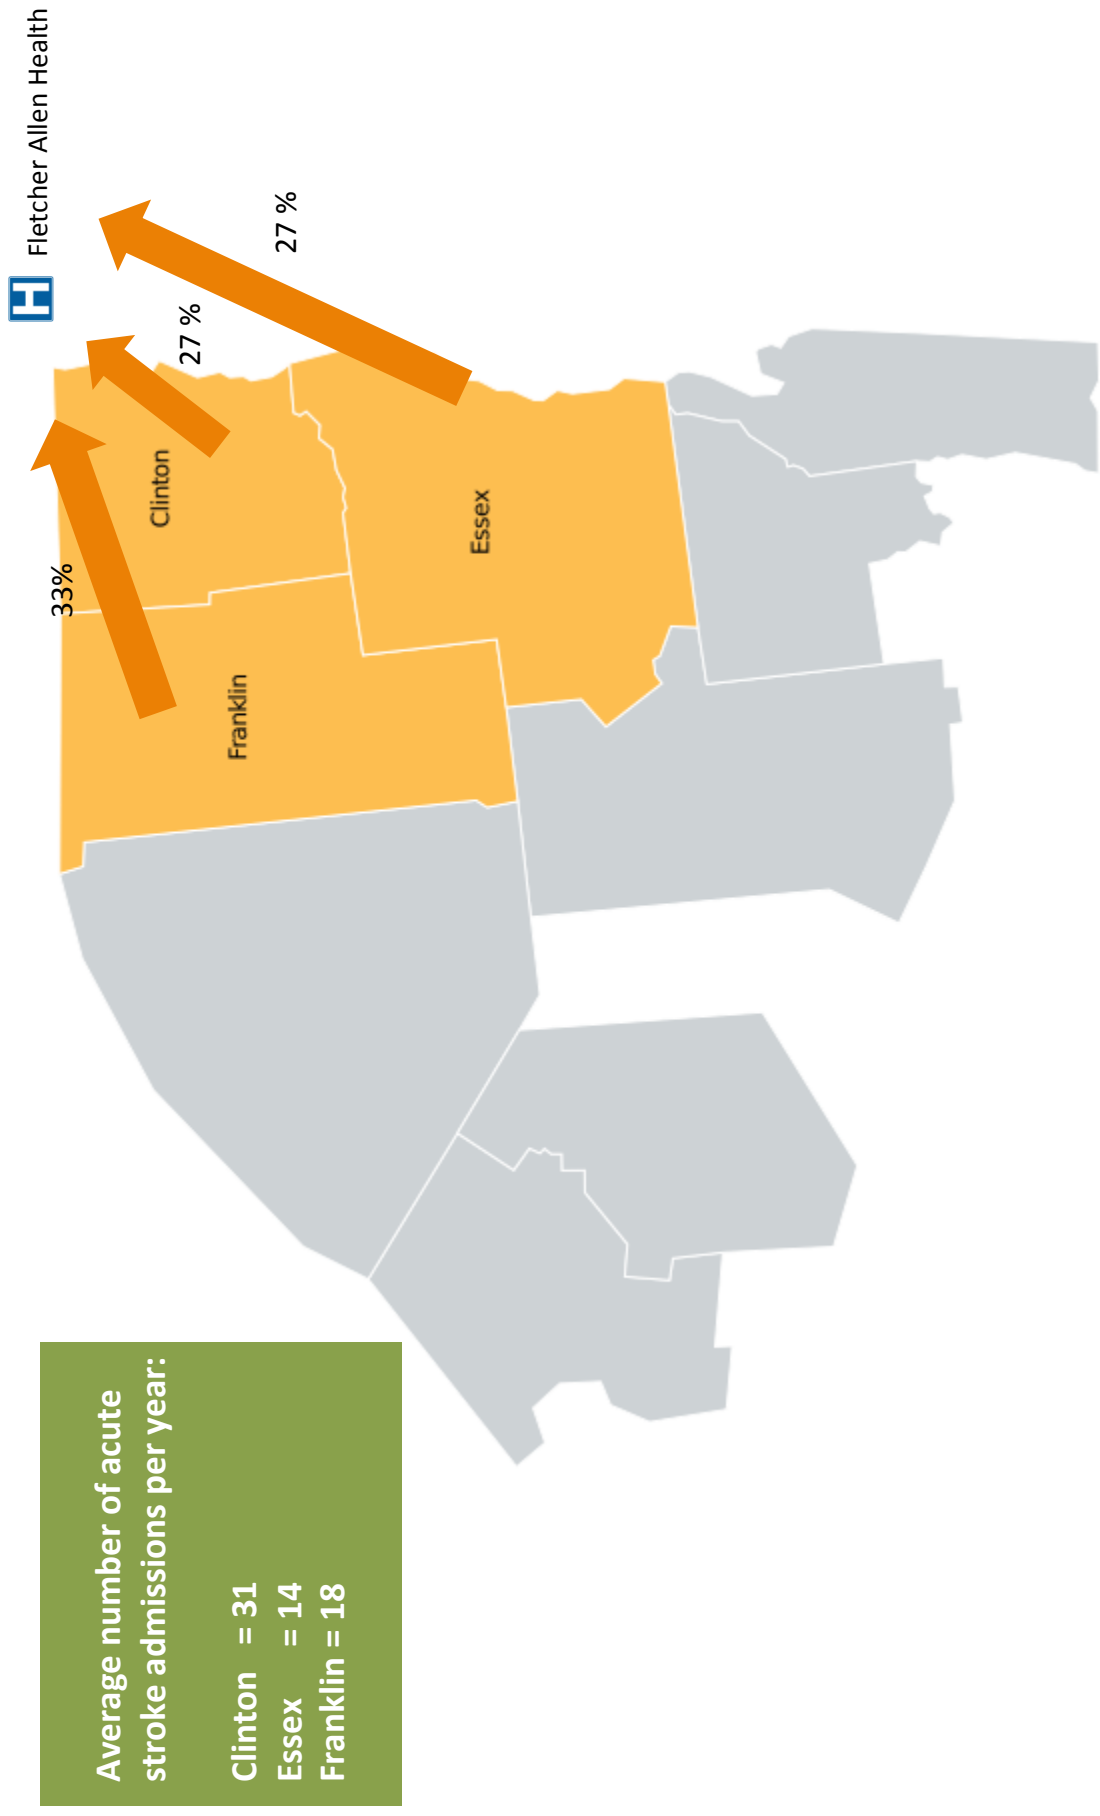 Average number of acute
stroke admissions per year:
Clinton = 31
Essex = 14
Franklin = 18
H
Fletcher Allen Health
33%
27 %
27 %
Clinton
Franklin
Essex